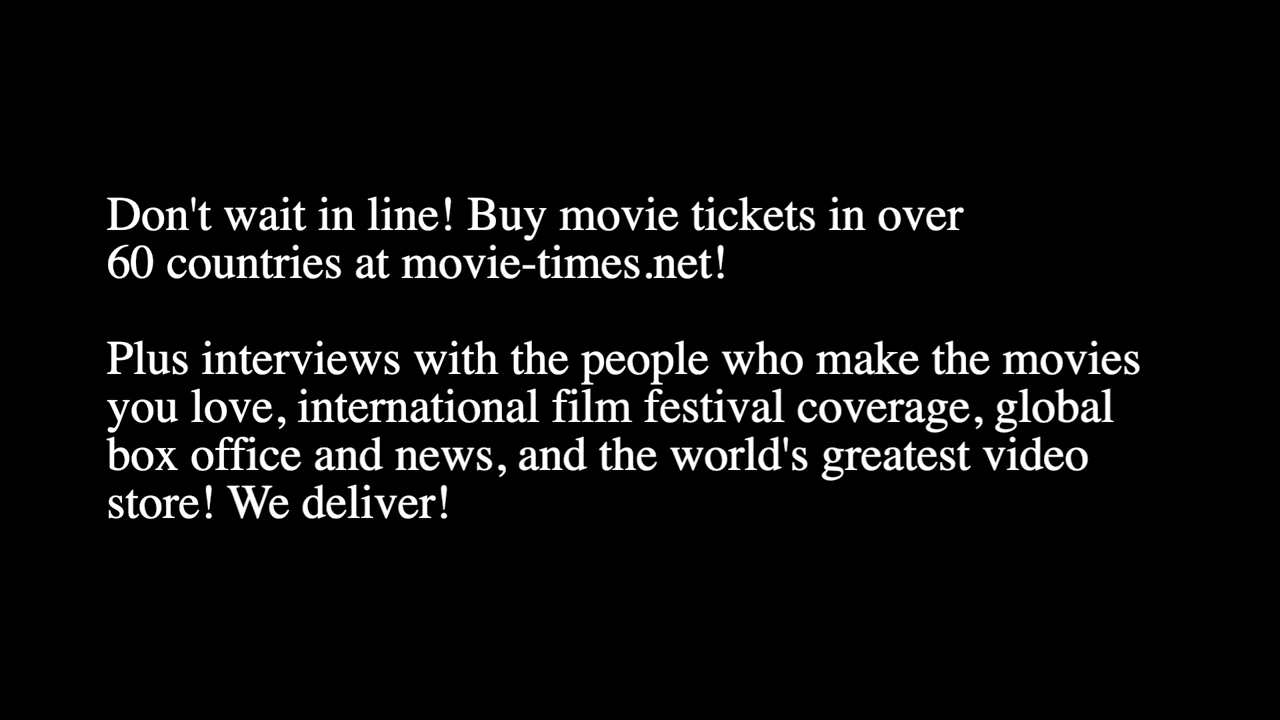 Don't wait in line! Buy movie tickets in over
60 countries at movie-times.net!
Plus interviews with the people who make the movies
you love, international film festival coverage, global
box office and news, and the world's greatest video
store! We deliver!